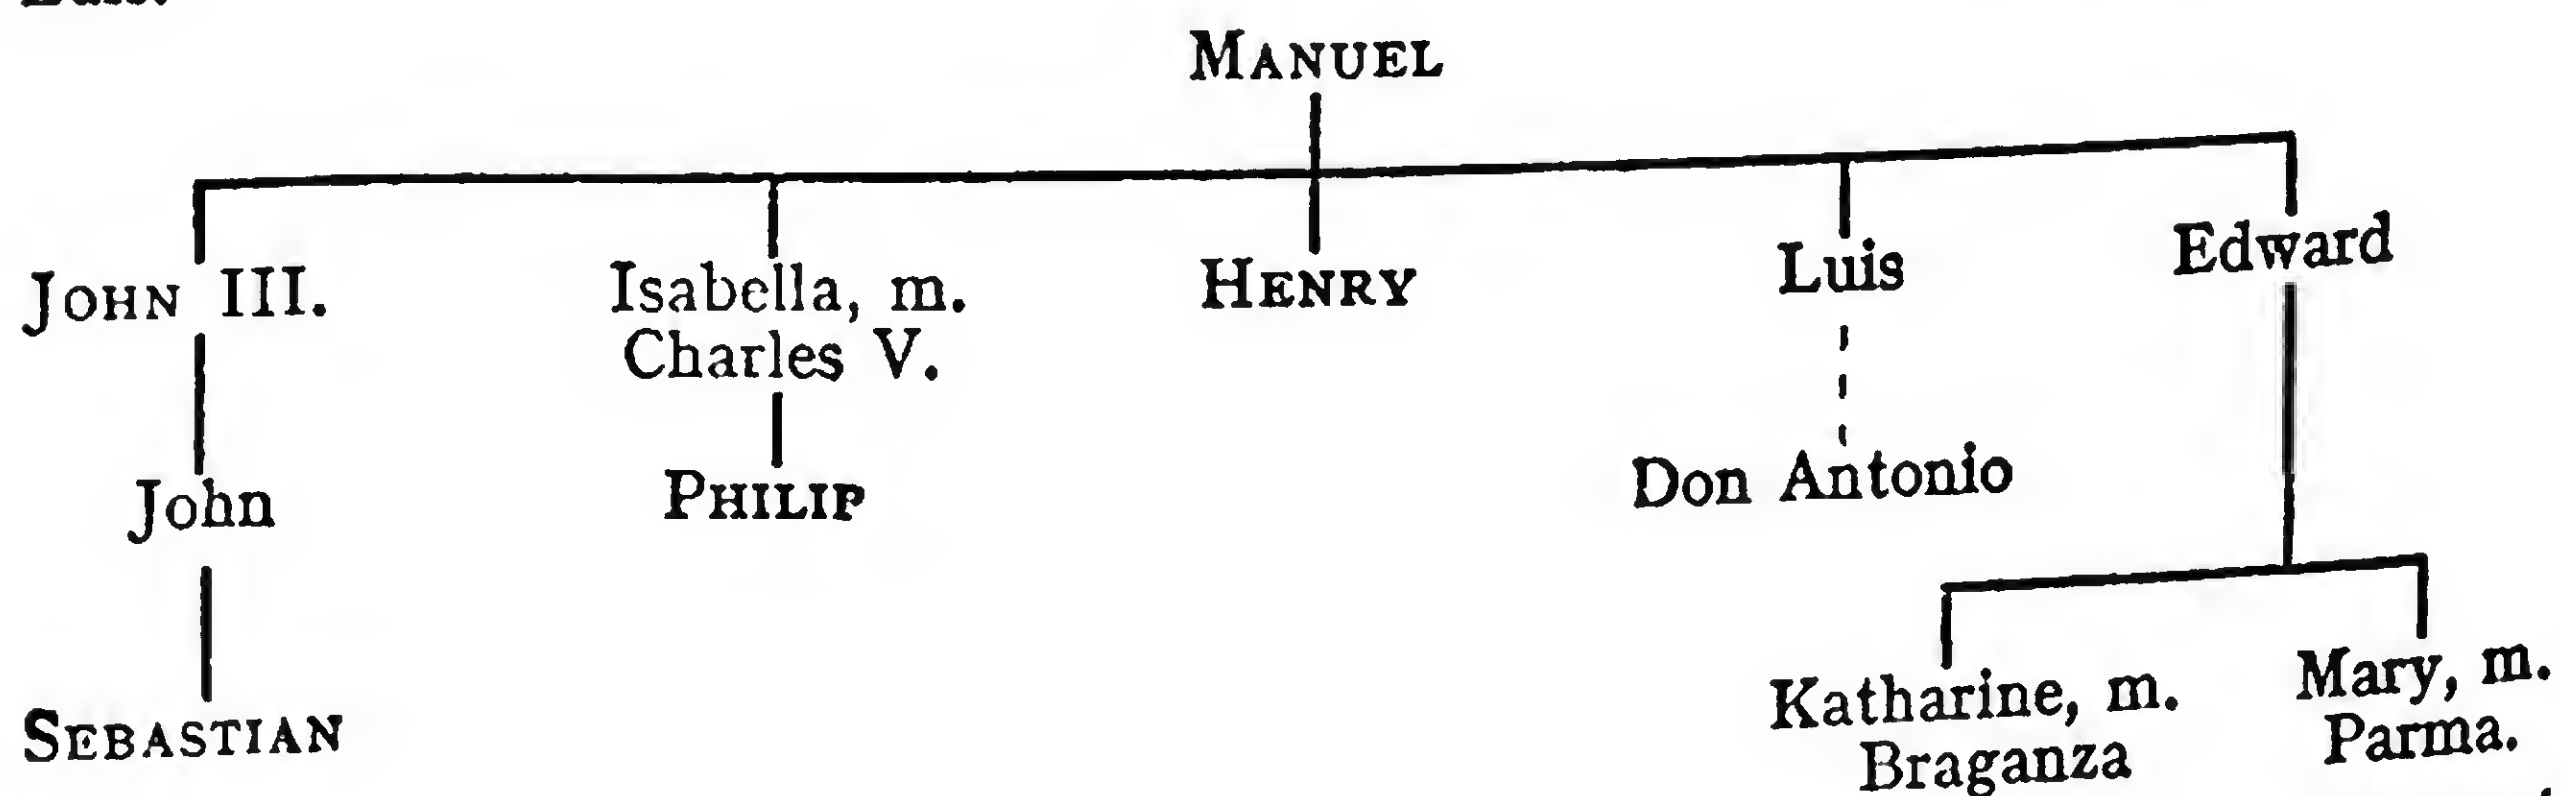 MANUEL
JOHN III.
Isabella, m.
Charles V.
HENRY
Luis
Edward
John
PHILIP
Don Antonio
SEBASTIAN
Katharine, m.
Braganza
Mary, m.
Parma.